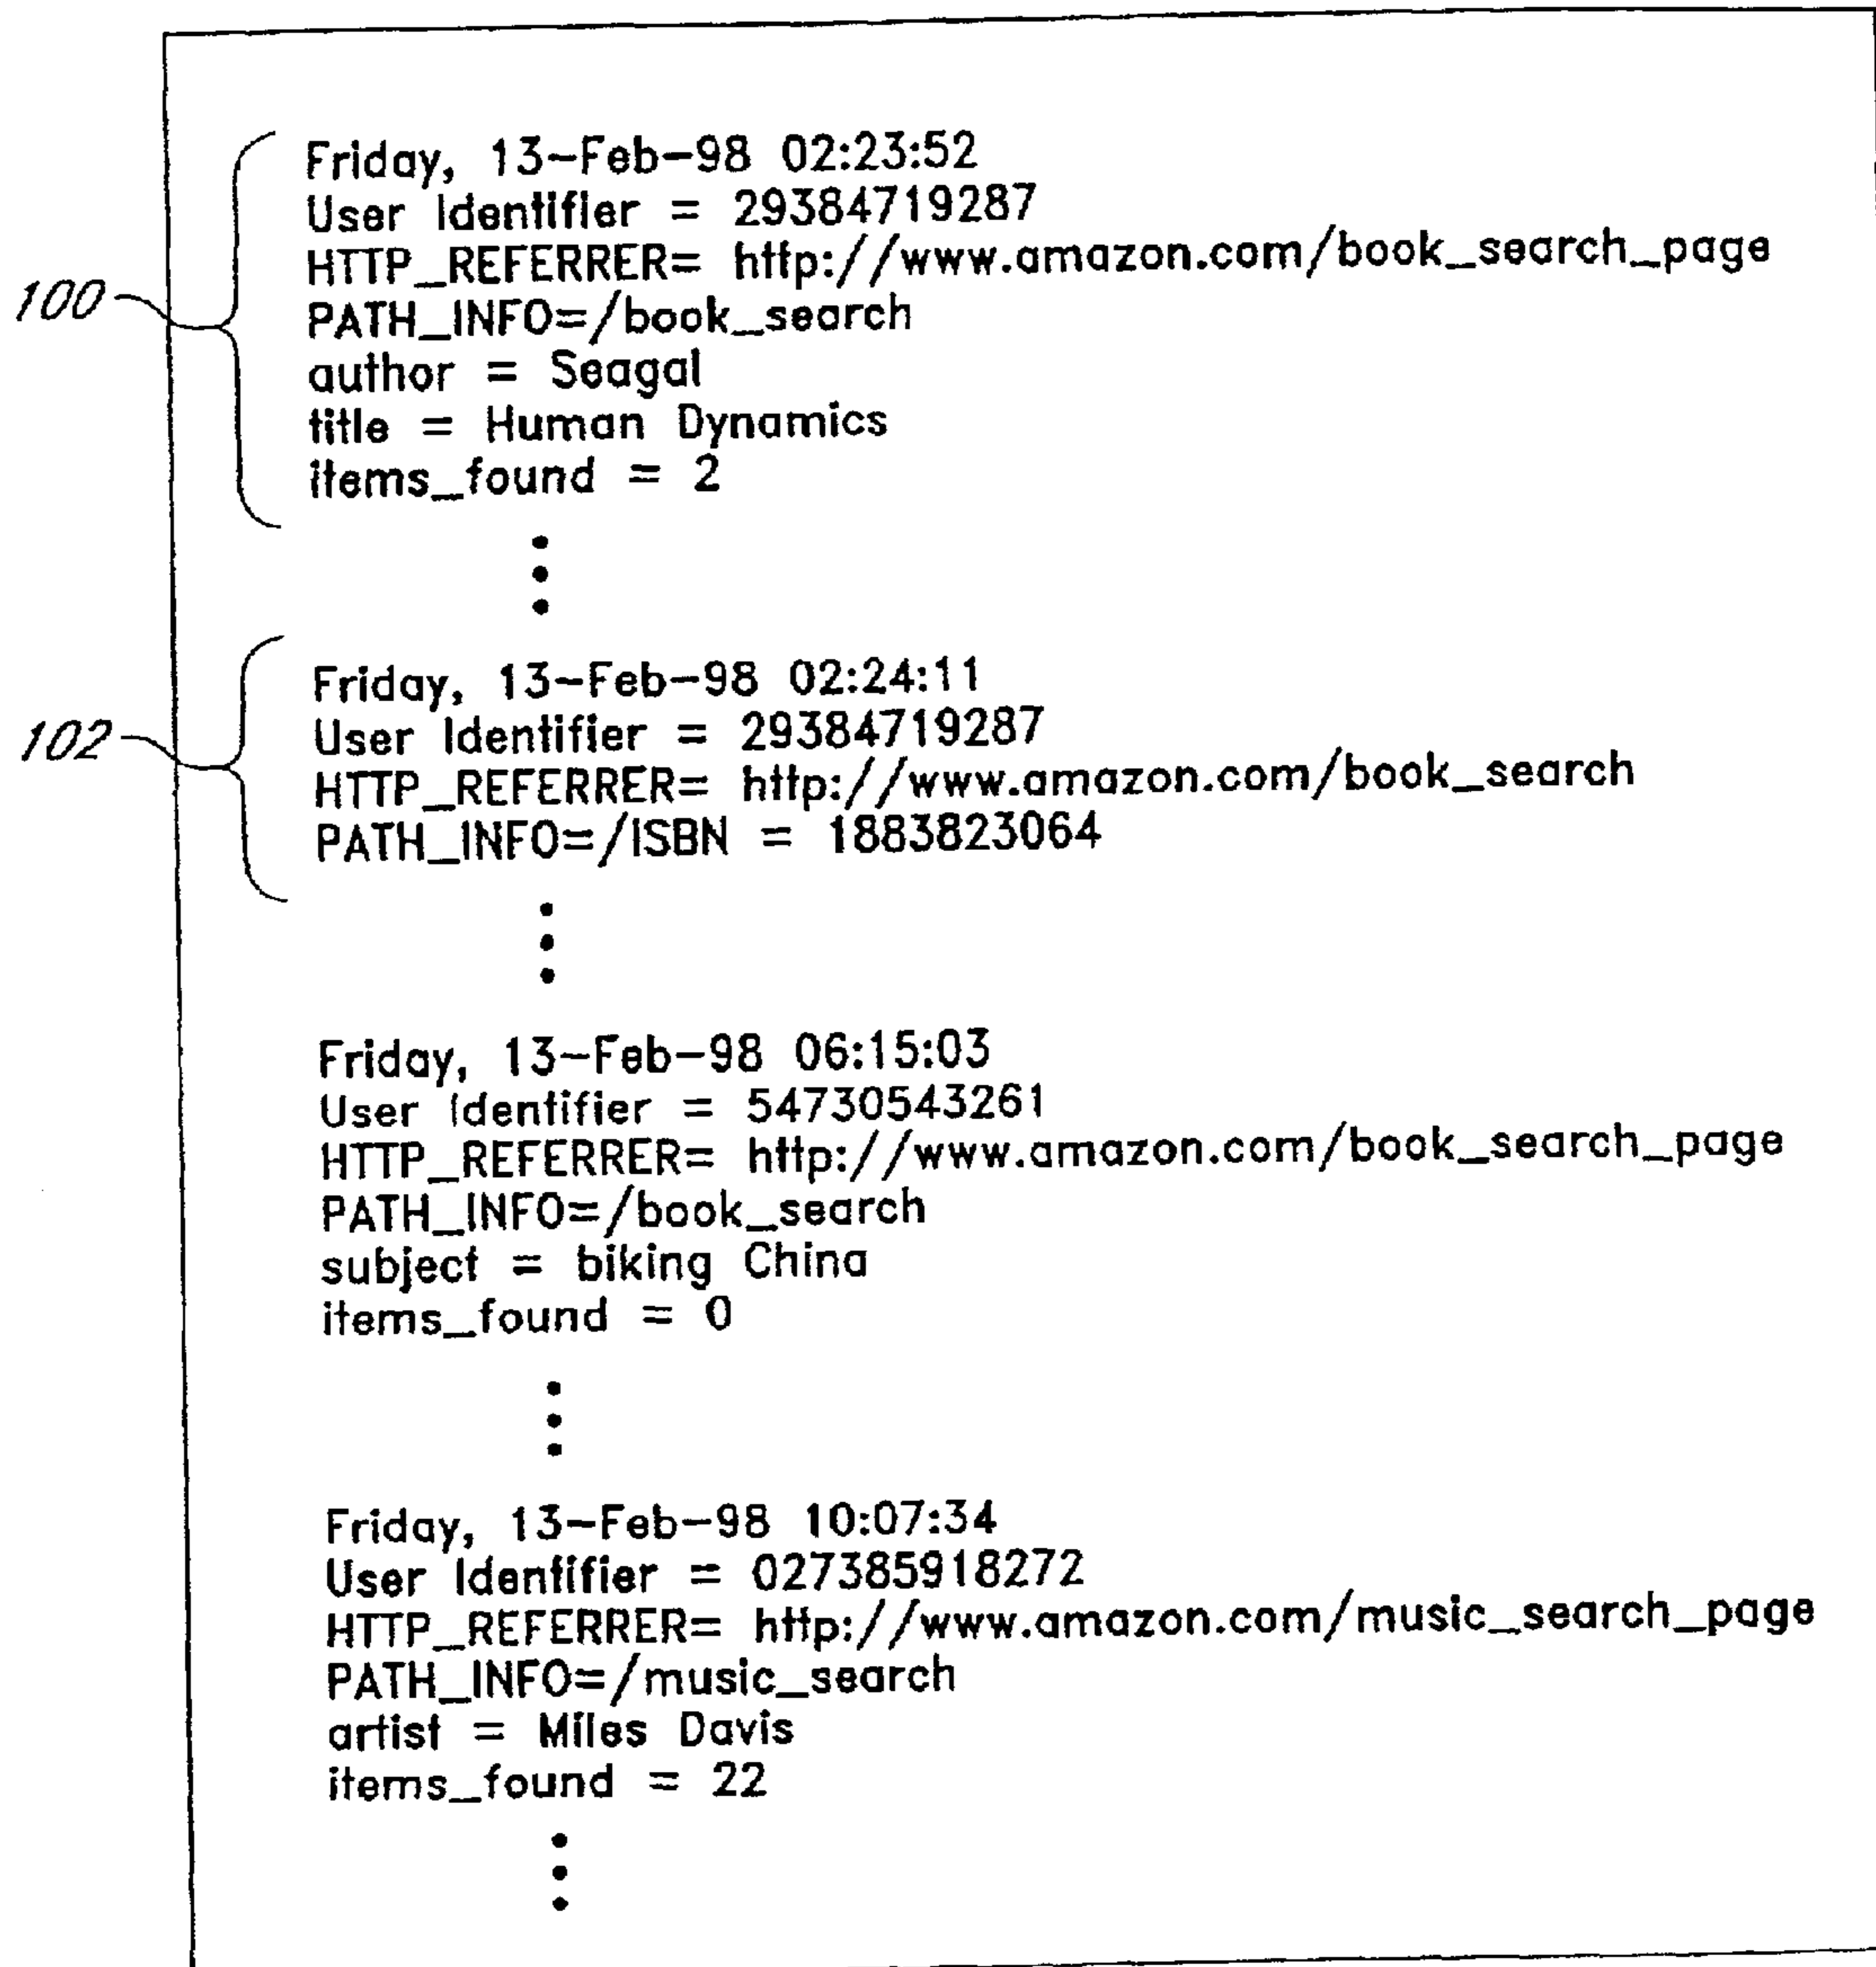 Friday, 13-Feb-98 02:23:52
User Identifier = 29384719287
HTTP_REFERRER= http://www.amazon.com/book_search_page
100
PATH_INFO=/book_search
author = Seagal
title = Human Dynamics
items_found = 2
Friday, 13-Feb-98 02:24:11
User Identifier = 29384719287
102
HTTP_REFERRER= http://www.amazon.com/book_search
PATH_INFO=/ISBN = 1883823064
Friday, 13-Feb-98 06:15:03
User Identifier = 54730543261
HTTP_REFERRER= http://www.amazon.com/book_search_page
PATH_INFO=/book_search
subject = biking China
items_found = 0
Friday, 13-Feb-98 10:07:34
User Identifier = 027385918272
HTTP_REFERRER= http://www.amazon.com/music_search_page
PATH_INFO=/music_search
artist = Miles Davis
items_found = 22